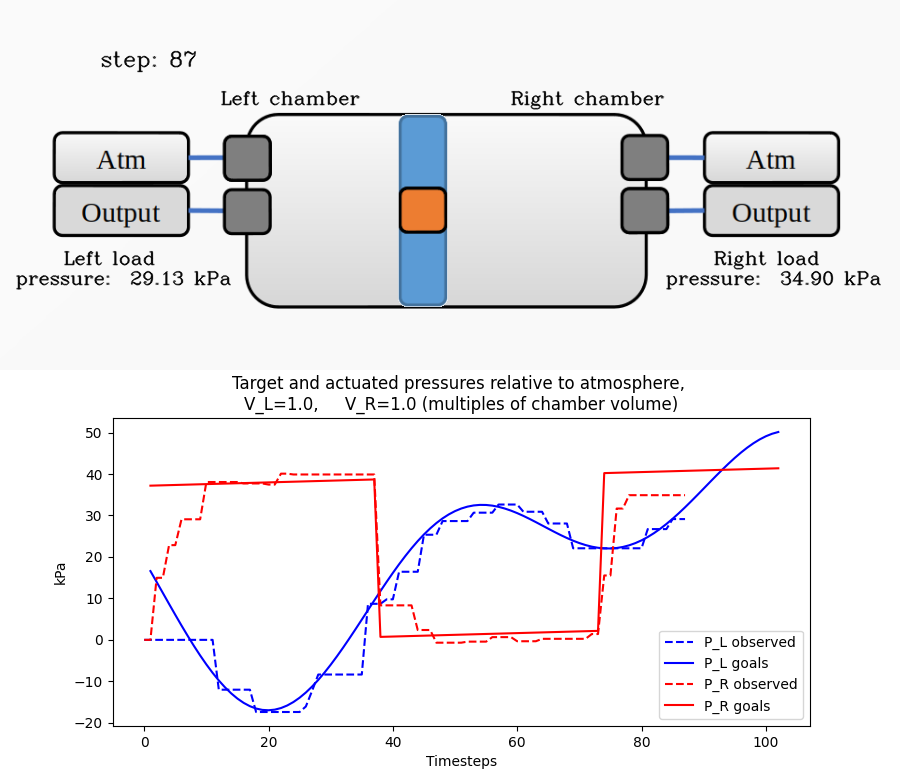 step: 87
Left chamber
Right chamber
Atm
Atm
Output
Output
Left load
pressure: 29.13 kPa
Right load
pressure: 34.90 kPa
Target and actuated pressures relative to atmosphere,
V_L=1.0, V_R=1.0 (multiples of chamber volume)
50
40
30
20
10
0
−10
−20
kPa
P_L observed
P_L goals
P_R observed
P_R goals
0 20 40 60 80 100
Timesteps